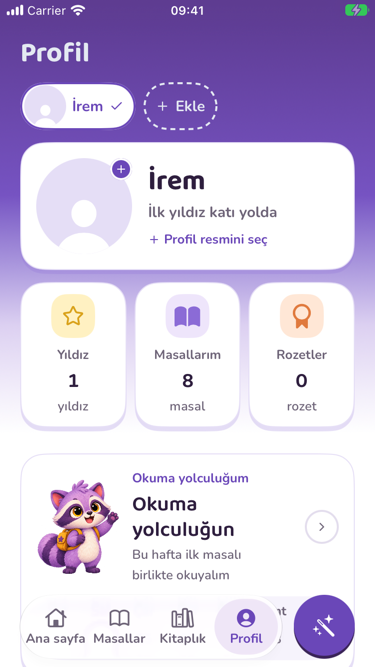 Carrier 09:41
Profil
İrem
+ Ekle
İrem
İlk yıldız katı yolda
+ Profil resmini seç
Yıldız
1
yıldız
Masallarım
8
masal
Rozetler
0
rozet
Okuma yolculuğum
Okuma
yolculuğun
Bu hafta ilk masalı
birlikte okuyalım
Ana sayfa
Masallar
Kitaplık
Profil